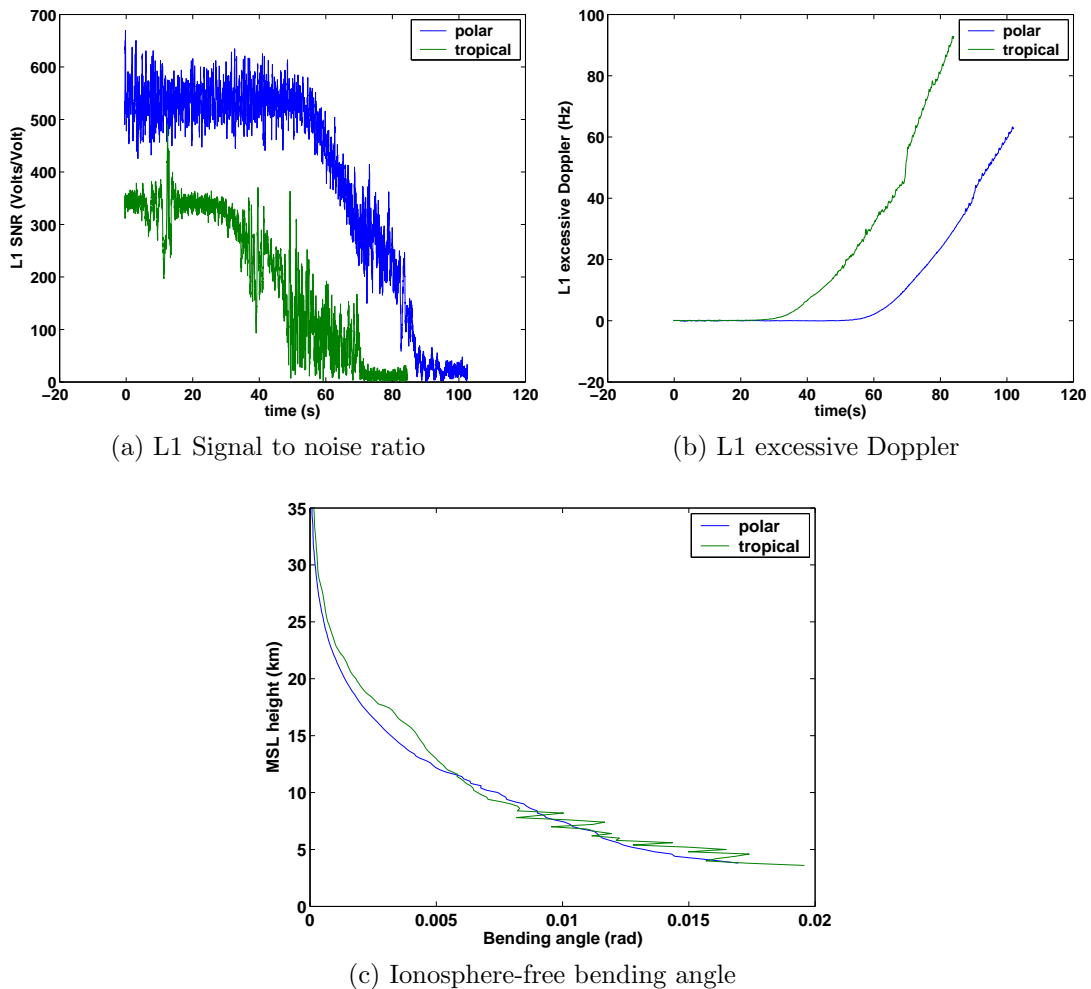 700
600
500
400
300
200
100
0
−20
0
20
40
60
80
100
120
L1 SNR (Volts/Volt)
time (s)
polar
tropical
(a) L1 Signal to noise ratio
100
80
60
40
20
0
−20
−20
0
20
40
60
80
100
120
L1 excessive Doppler (Hz)
time(s)
polar
tropical
(b) L1 excessive Doppler
35
30
25
20
15
10
5
0
0
0.005
0.01
0.015
0.02
MSL height (km)
Bending angle (rad)
polar
tropical
(c) Ionosphere-free bending angle